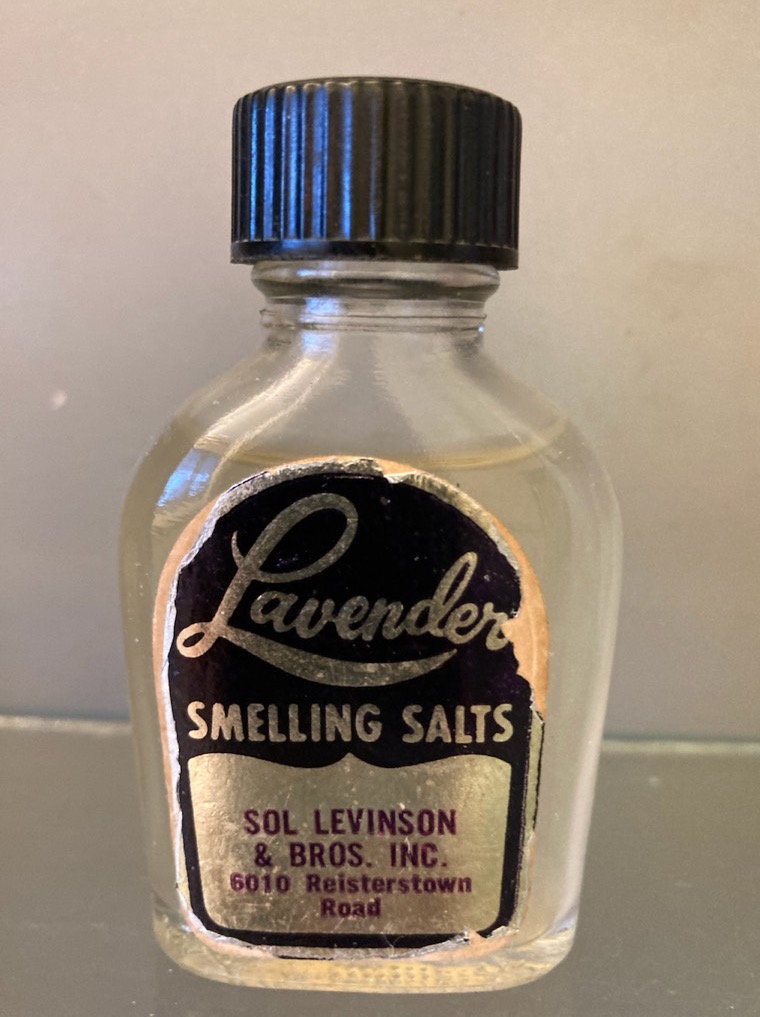 Lavender
SMELLING SALTS
SOL LEVINSON
& BROS. INC.
6010 Reisterstown
Road